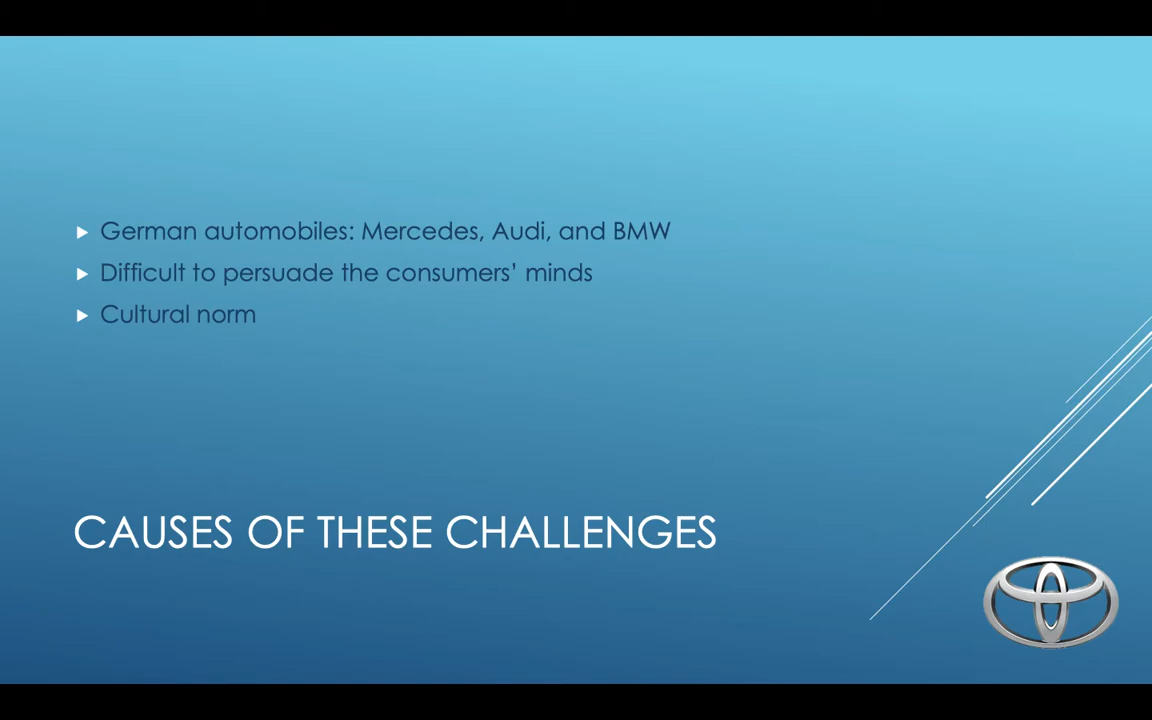 German automobiles: Mercedes, Audi, and BMW
Difficult to persuade the consumers’ minds
Cultural norm
CAUSES OF THESE CHALLENGES